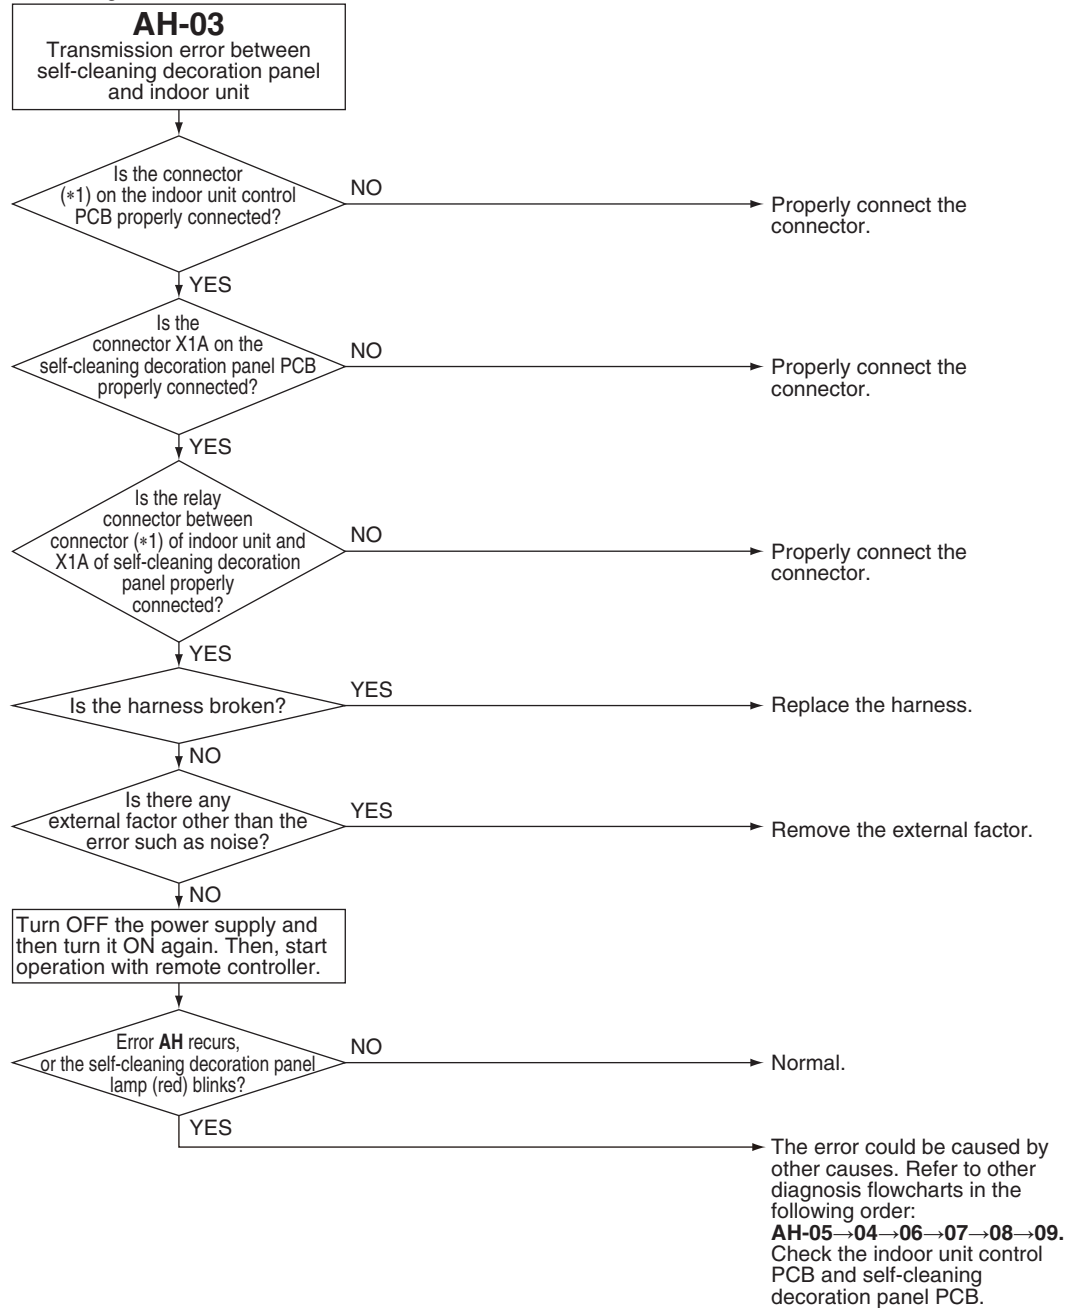 AH-03
Transmission error between
self-cleaning decoration panel
and indoor unit
Is the connector
(*1) on the indoor unit control
PCB properly connected?
NO
Properly connect the
connector.
YES
Is the
connector X1A on the
self-cleaning decoration panel PCB
properly connected?
NO
Properly connect the
connector.
YES
Is the relay
connector between
connector (*1) of indoor unit and
X1A of self-cleaning decoration
panel properly
connected?
NO
Properly connect the
connector.
YES
Is the harness broken?
YES
Replace the harness.
NO
Is there any
external factor other than the
error such as noise?
YES
Remove the external factor.
NO
Turn OFF the power supply and
then turn it ON again. Then, start
operation with remote controller.
Error AH recurs,
or the self-cleaning decoration panel
lamp (red) blinks?
NO
Normal.
YES
The error could be caused by
other causes. Refer to other
diagnosis flowcharts in the
following order:
AH-05→04→06→07→08→09.
Check the indoor unit control
PCB and self-cleaning
decoration panel PCB.